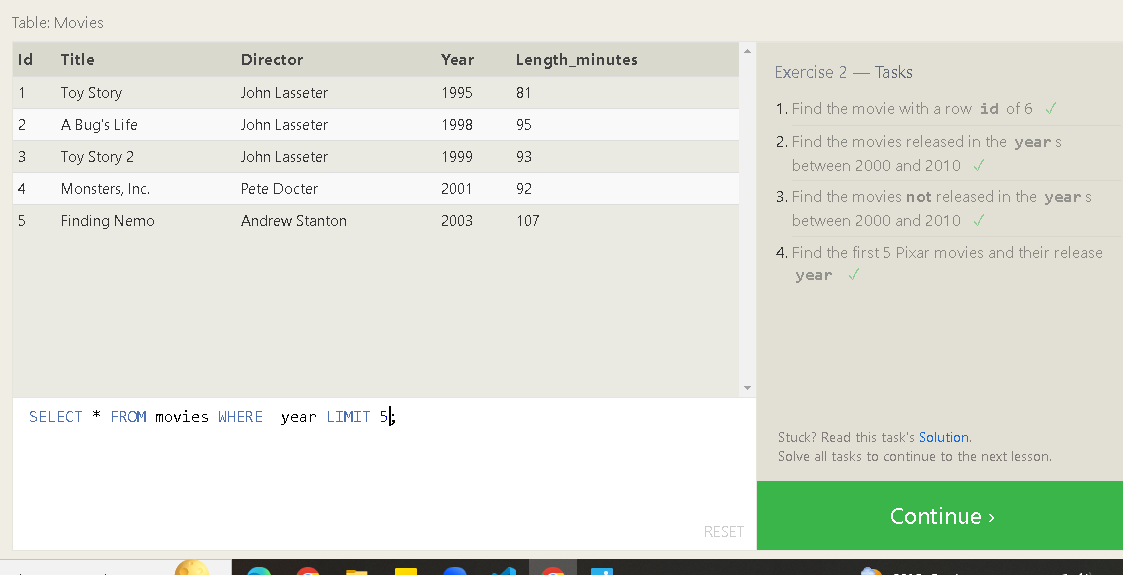 Table: Movies
Id Title Director Year Length_minutes
1 Toy Story John Lasseter 1995 81
2 A Bug's Life John Lasseter 1998 95
3 Toy Story 2 John Lasseter 1999 93
4 Monsters, Inc. Pete Docter 2001 92
5 Finding Nemo Andrew Stanton 2003 107
SELECT * FROM movies WHERE  year LIMIT 5;
RESET
Exercise 2 — Tasks
1. Find the movie with a row id of 6 ✓
2. Find the movies released in the year s
between 2000 and 2010 ✓
3. Find the movies not released in the year s
between 2000 and 2010 ✓
4. Find the first 5 Pixar movies and their release
year ✓
Stuck? Read this task's Solution.
Solve all tasks to continue to the next lesson.
Continue ›